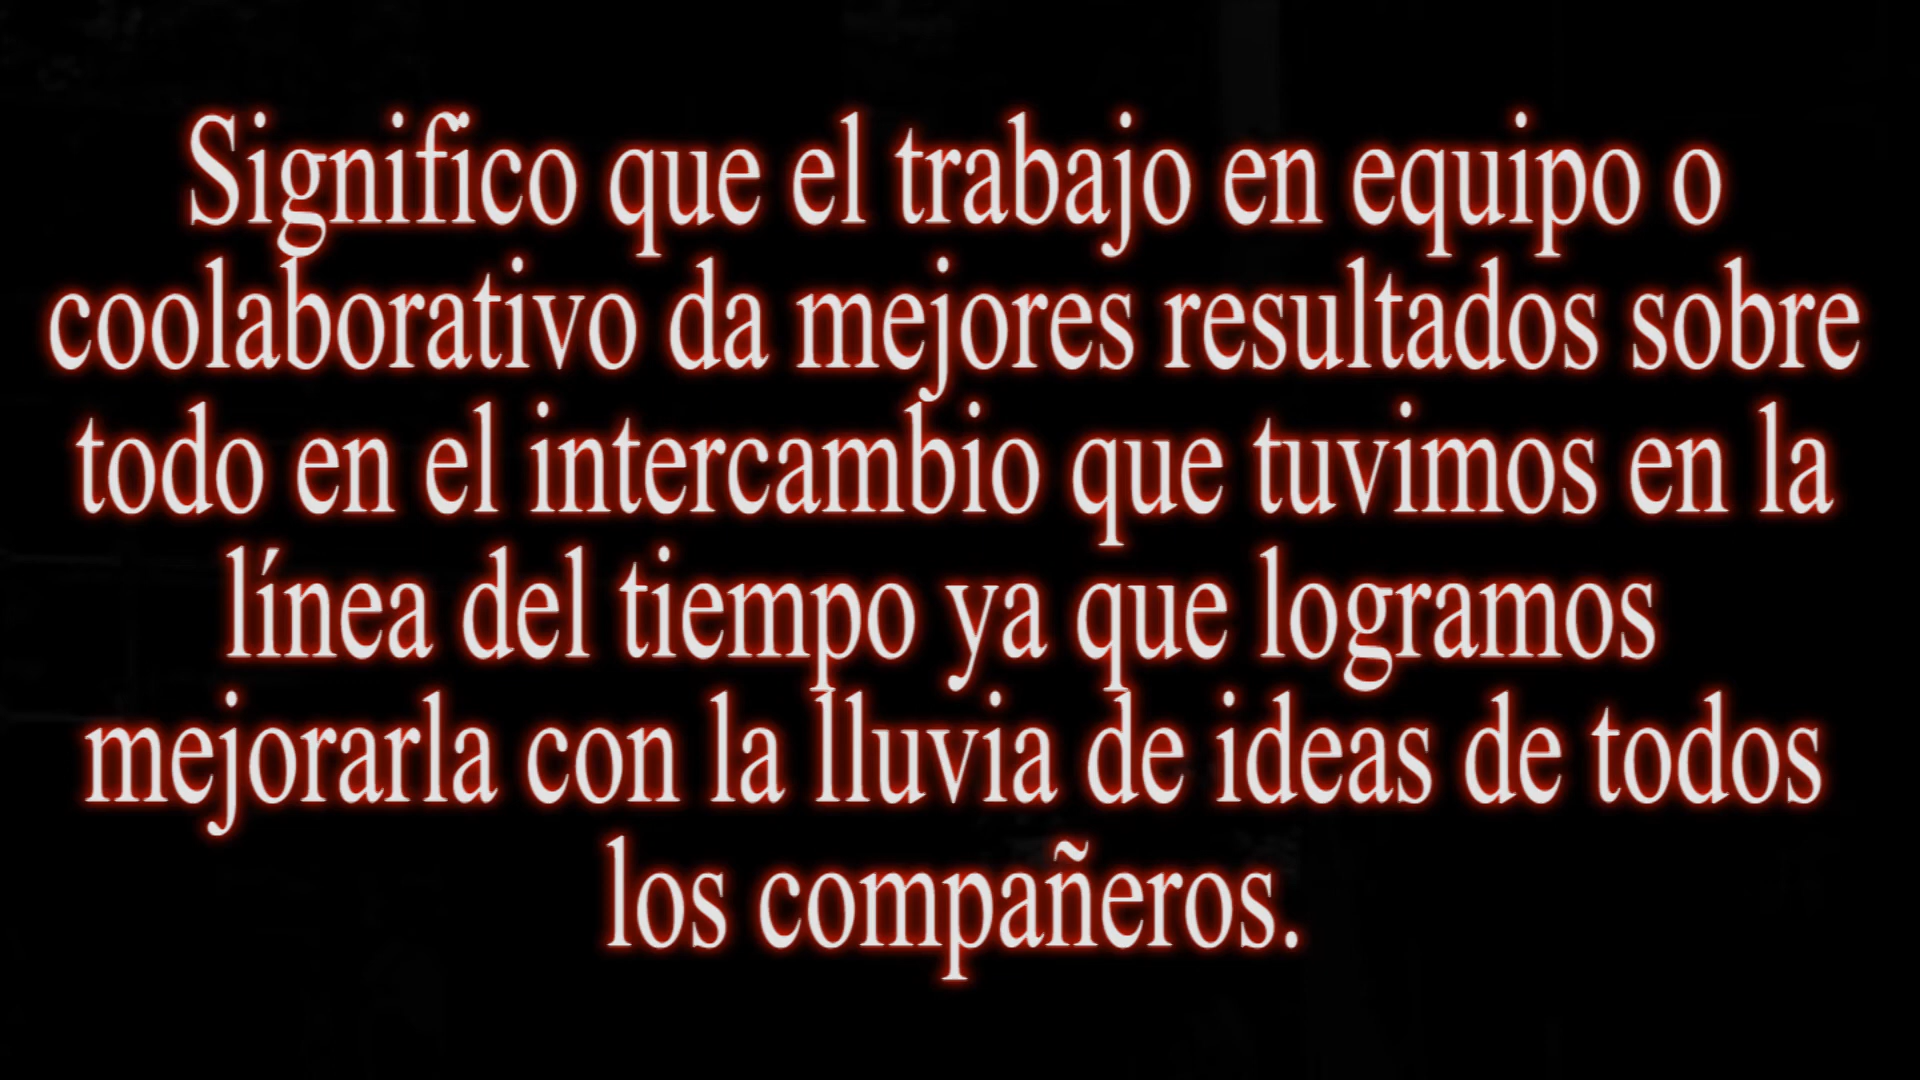 Significo que el trabajo en equipo o
coolaborativo da mejores resultados sobre
todo en el intercambio que tuvimos en la
línea del tiempo ya que logramos
mejorarla con la lluvia de ideas de todos
los compañeros.